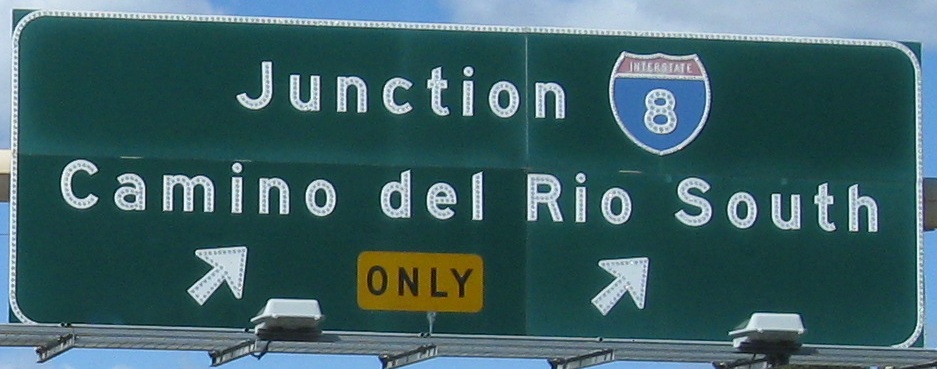 Junction
INTERSTATE
8
Camino del Rio South
ONLY